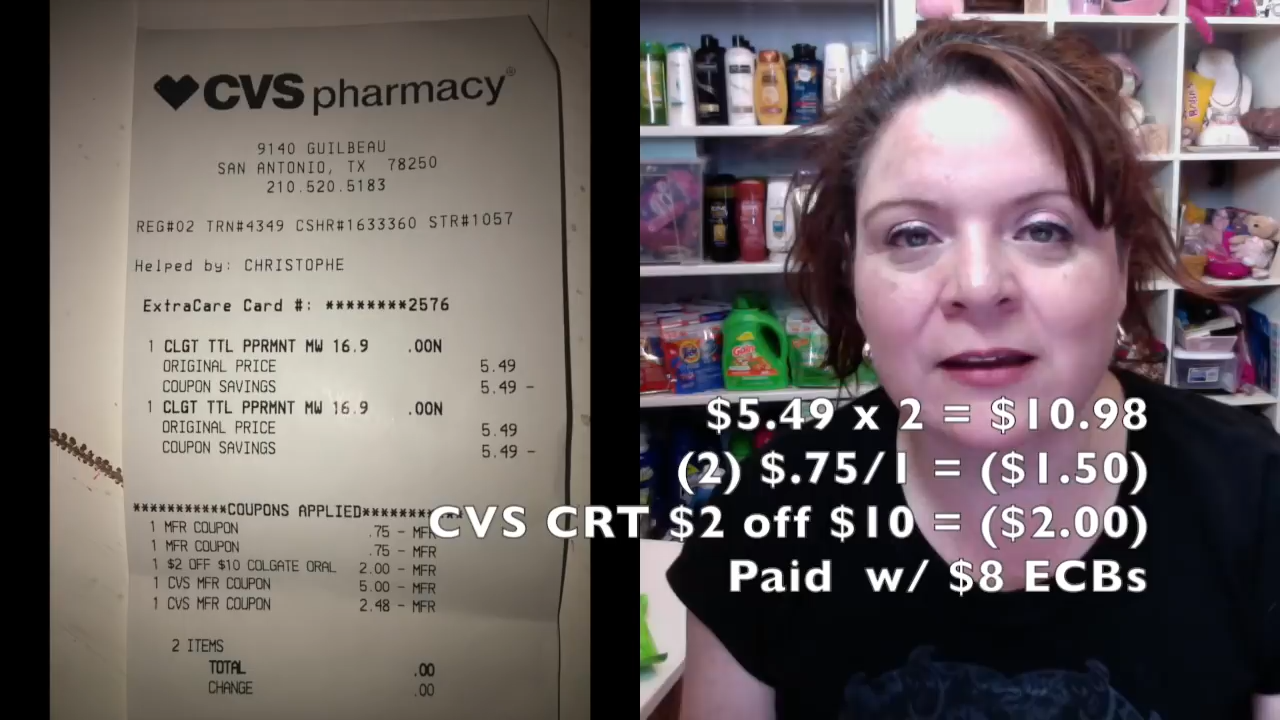 CVS pharmacy®
9140 GUILBEAU
SAN ANTONIO, TX 78250
210.520.5183
REG#02 TRN#4349 CSHR#1633360 STR#1057
Helped by: CHRISTOPHE
ExtraCare Card #: ********2576
1 CLGT TTL PPRMNT MW 16.9 .00N
ORIGINAL PRICE 5.49
COUPON SAVINGS 5.49 -
1 CLGT TTL PPRMNT MW 16.9 .00N
ORIGINAL PRICE 5.49
COUPON SAVINGS 5.49 -
***********COUPONS APPLIED***********
1 MFR COUPON .75 - MFR
1 MFR COUPON .75 - MFR
1 $2 OFF $10 COLGATE ORAL 2.00 - MFR
1 CVS MFR COUPON 5.00 - MFR
1 CVS MFR COUPON 2.48 - MFR
2 ITEMS
TOTAL .00
CHANGE .00
$5.49 x 2 = $10.98
(2) $.75/1 = ($1.50)
CVS CRT $2 off $10 = ($2.00)
Paid w/ $8 ECBs
Gain